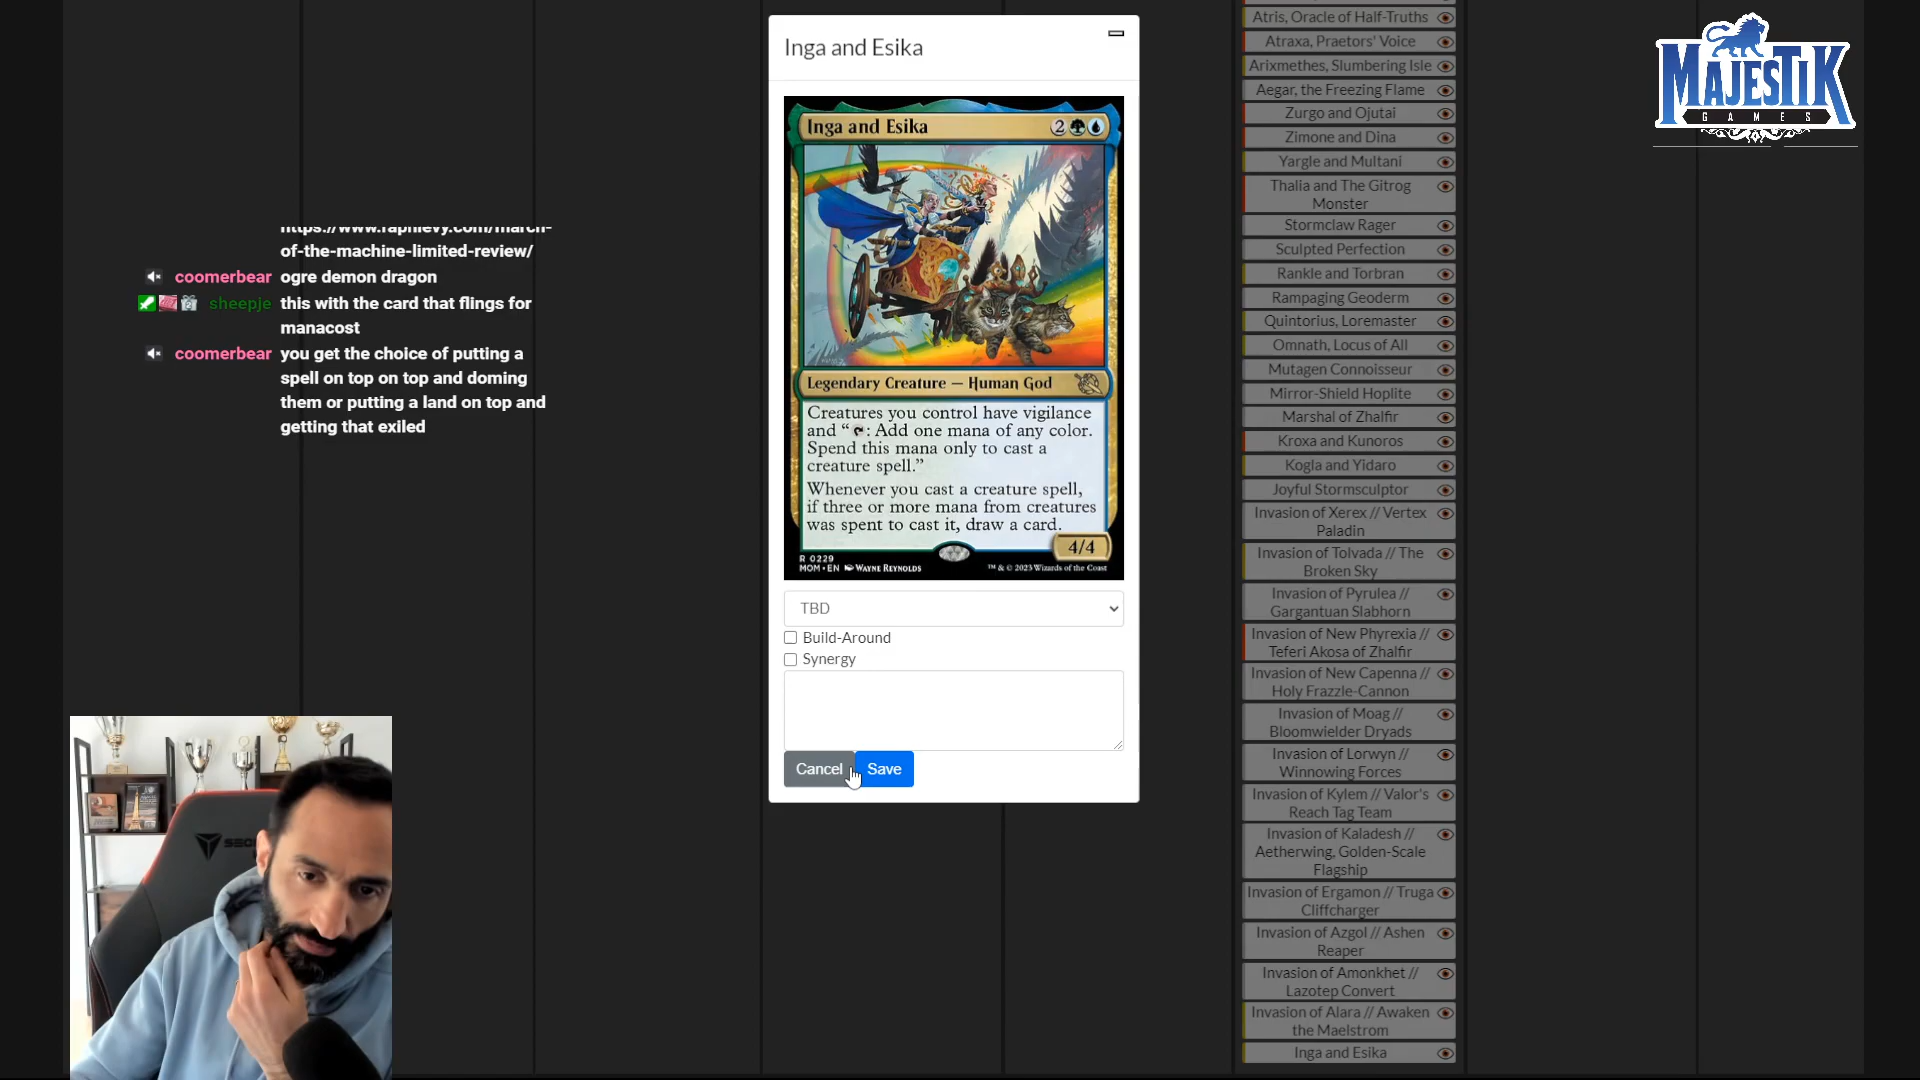 https://www.raphlevy.com/march-
of-the-machine-limited-review/
coomerbear ogre demon dragon
sheepje this with the card that flings for
manacost
coomerbear you get the choice of putting a
spell on top on top and doming
them or putting a land on top and
getting that exiled
Inga and Esika
Inga and Esika 2
Legendary Creature — Human God
Creatures you control have vigilance
and “: Add one mana of any color.
Spend this mana only to cast a
creature spell.”
Whenever you cast a creature spell,
if three or more mana from creatures
was spent to cast it, draw a card.
4/4
R 0229
MOM • EN WAYNE REYNOLDS
™ & © 2023 Wizards of the Coast
TBD
Build-Around
Synergy
Cancel
Save
Atris, Oracle of Half-Truths
Atraxa, Praetors' Voice
Arixmethes, Slumbering Isle
Aegar, the Freezing Flame
Zurgo and Ojutai
Zimone and Dina
Yargle and Multani
Thalia and The Gitrog
Monster
Stormclaw Rager
Sculpted Perfection
Rankle and Torbran
Rampaging Geoderm
Quintorius, Loremaster
Omnath, Locus of All
Mutagen Connoisseur
Mirror-Shield Hoplite
Marshal of Zhalfir
Kroxa and Kunoros
Kogla and Yidaro
Joyful Stormsculptor
Invasion of Xerex // Vertex
Paladin
Invasion of Tolvada // The
Broken Sky
Invasion of Pyrulea //
Gargantuan Slabhorn
Invasion of New Phyrexia //
Teferi Akosa of Zhalfir
Invasion of New Capenna //
Holy Frazzle-Cannon
Invasion of Moag //
Bloomwielder Dryads
Invasion of Lorwyn //
Winnowing Forces
Invasion of Kylem // Valor's
Reach Tag Team
Invasion of Kaladesh //
Aetherwing, Golden-Scale
Flagship
Invasion of Ergamon // Truga
Cliffcharger
Invasion of Azgol // Ashen
Reaper
Invasion of Amonkhet //
Lazotep Convert
Invasion of Alara // Awaken
the Maelstrom
Inga and Esika
MAJESTIK
GAMES